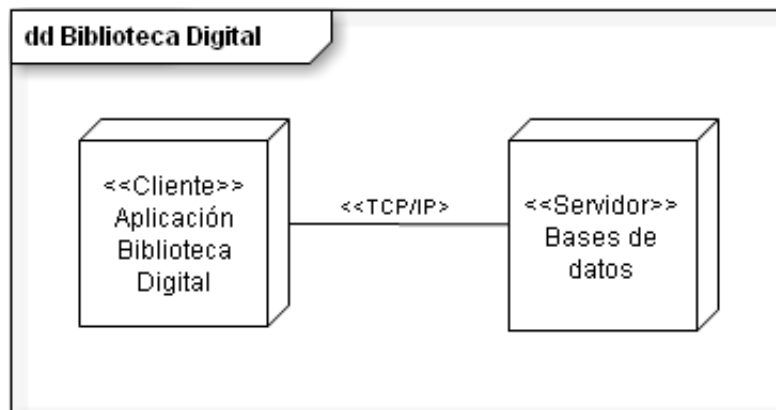 dd Biblioteca Digital
<<Cliente>>
Aplicación
Biblioteca
Digital
<<TCP/IP>
<<Servidor>>
Bases de
datos